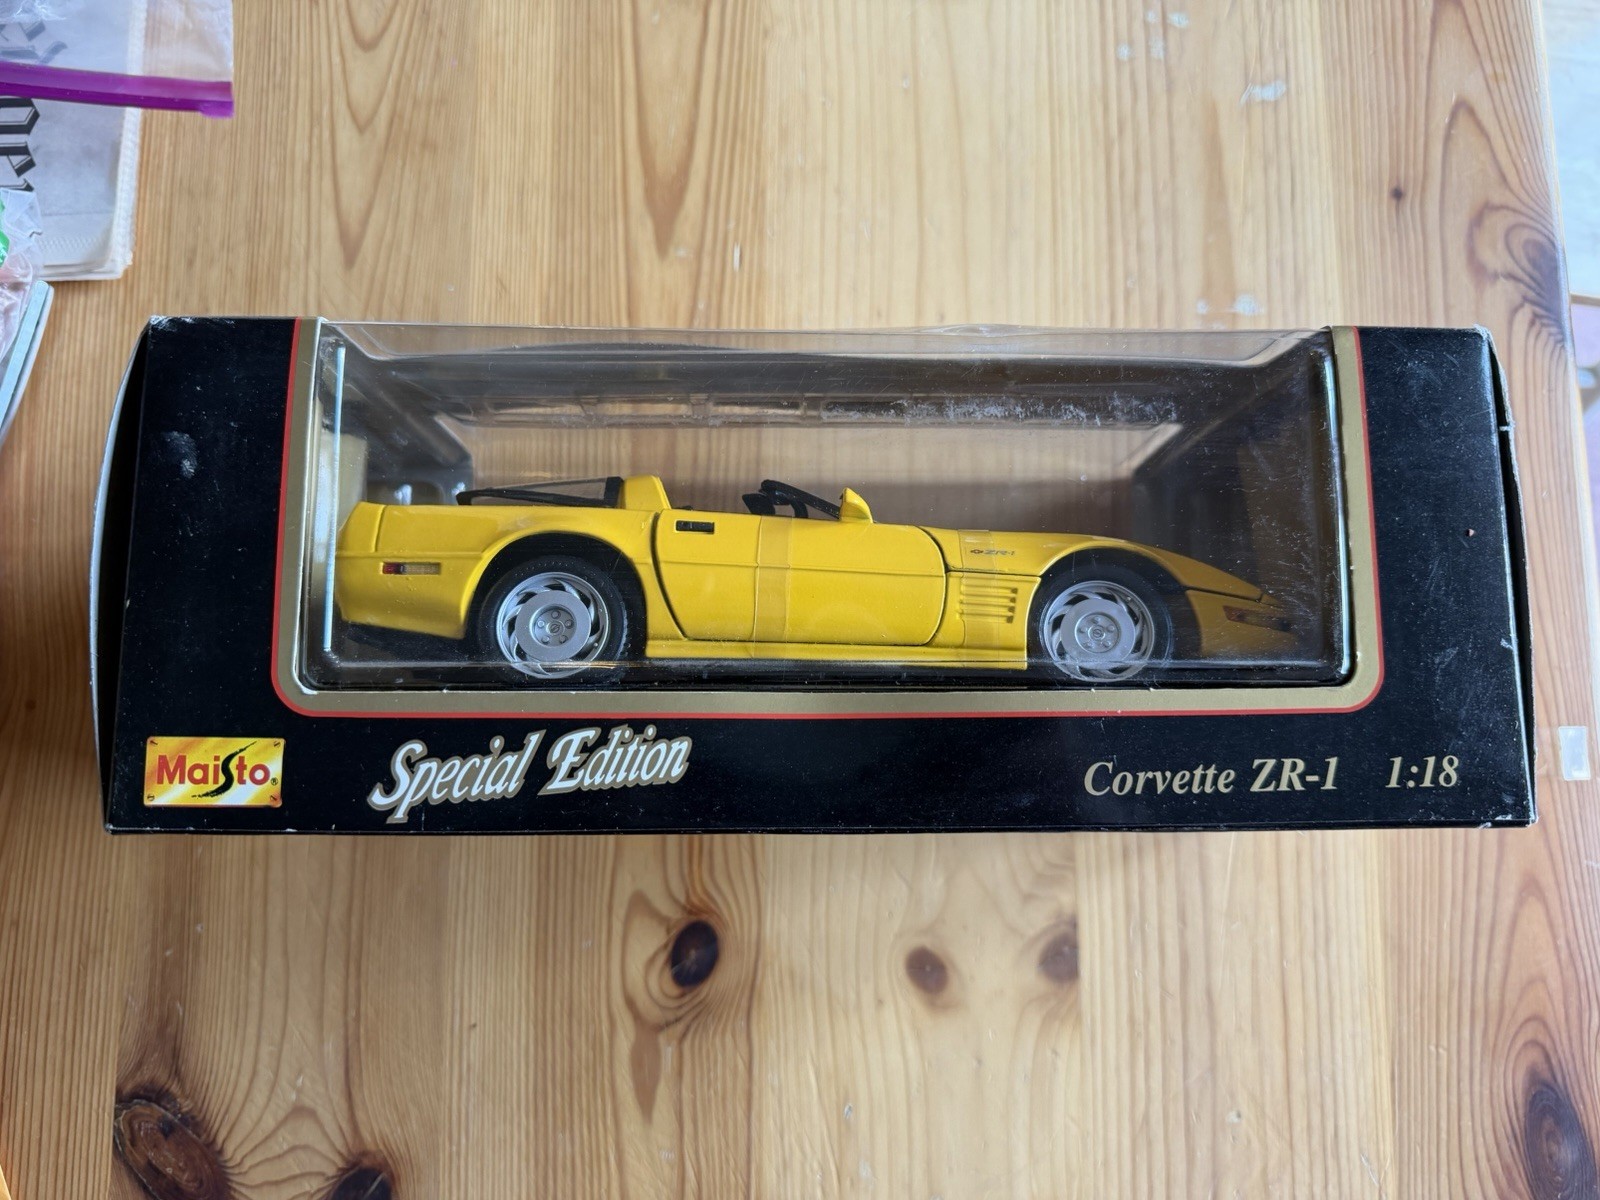 ZR-1
Maisto®
Special Edition
Corvette ZR-1 1:18